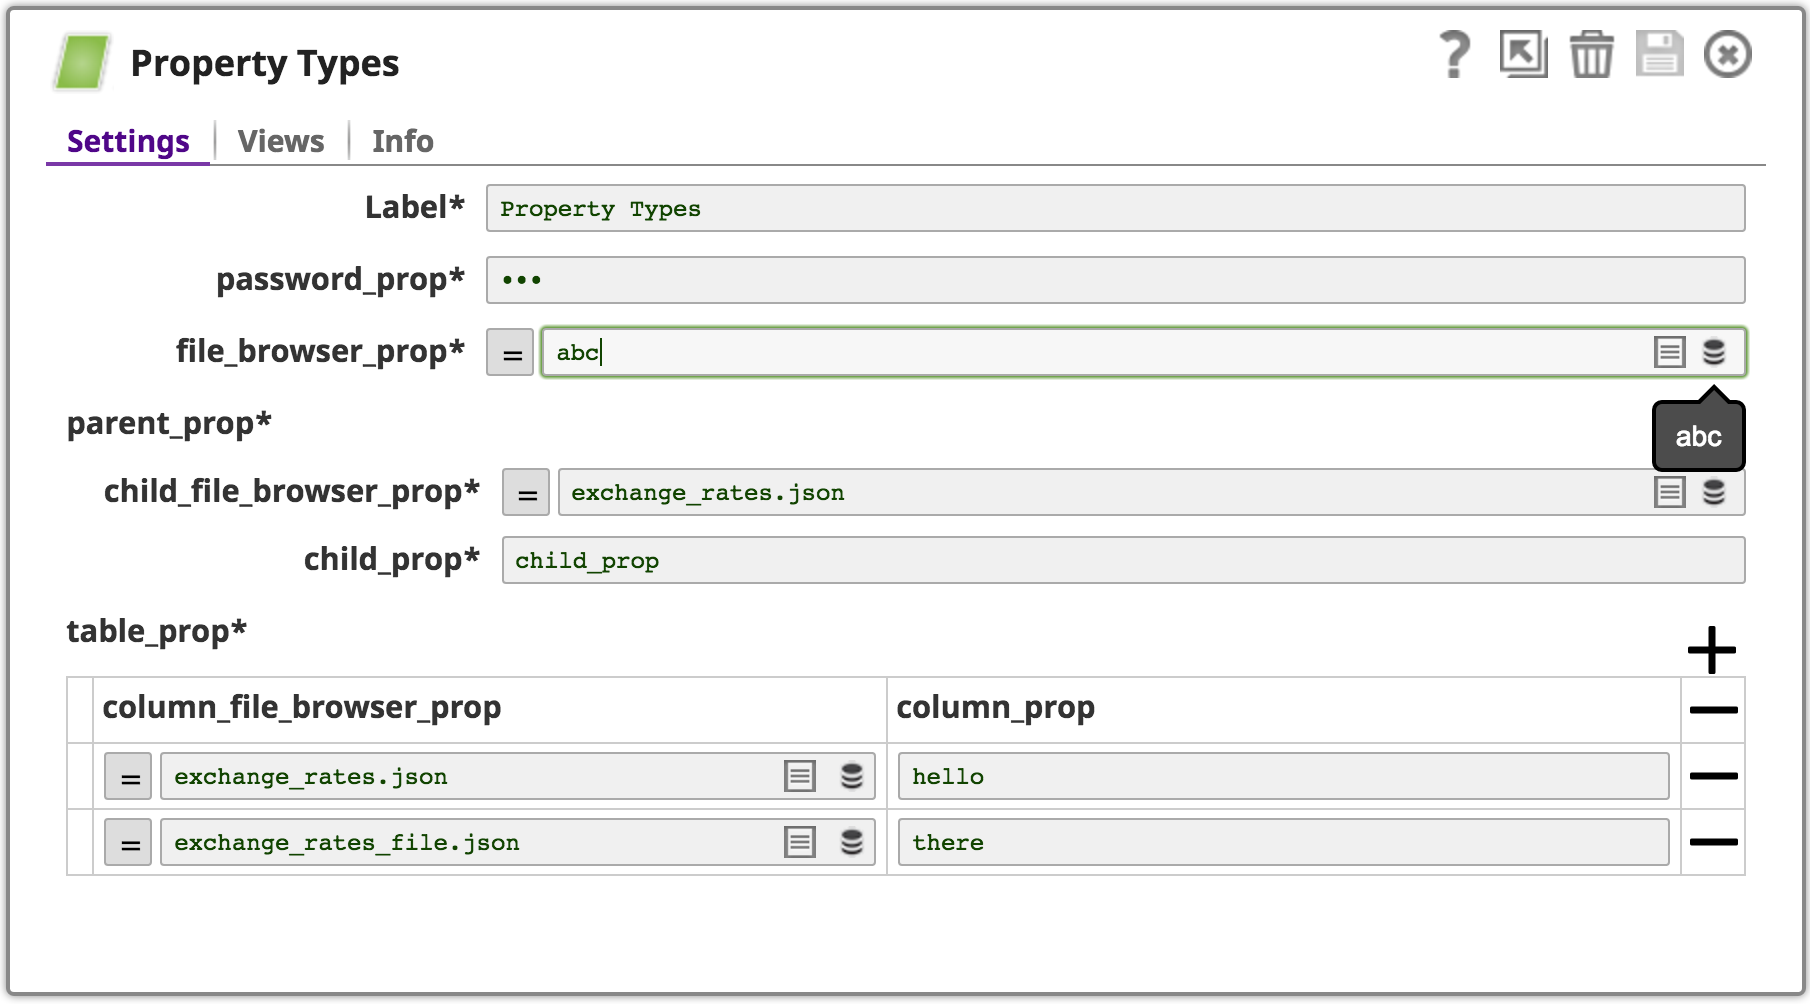 Property Types
Settings Views Info
Label* Property Types
password_prop* •••
file_browser_prop* = abc
parent_prop* abc
child_file_browser_prop* = exchange_rates.json
child_prop* child_prop
table_prop*
column_file_browser_prop column_prop
= exchange_rates.json hello
= exchange_rates_file.json there